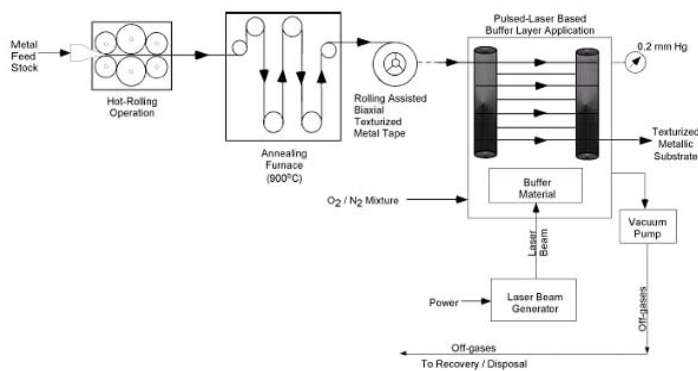 Pulsed-Laser Based
Buffer Layer Application
Metal
Feed
Stock
0.2 mm Hg
Hot-Rolling
Operation
Rolling Assisted
Biaxial
Texturized
Metal Tape
Annealing
Furnace
(900°C)
Texturized
Metallic
Substrate
Buffer
Material
O2 / N2 Mixture
Vacuum
Pump
Laser
Beam
Power
Laser Beam
Generator
Off-gases
Off-gases
To Recovery / Disposal